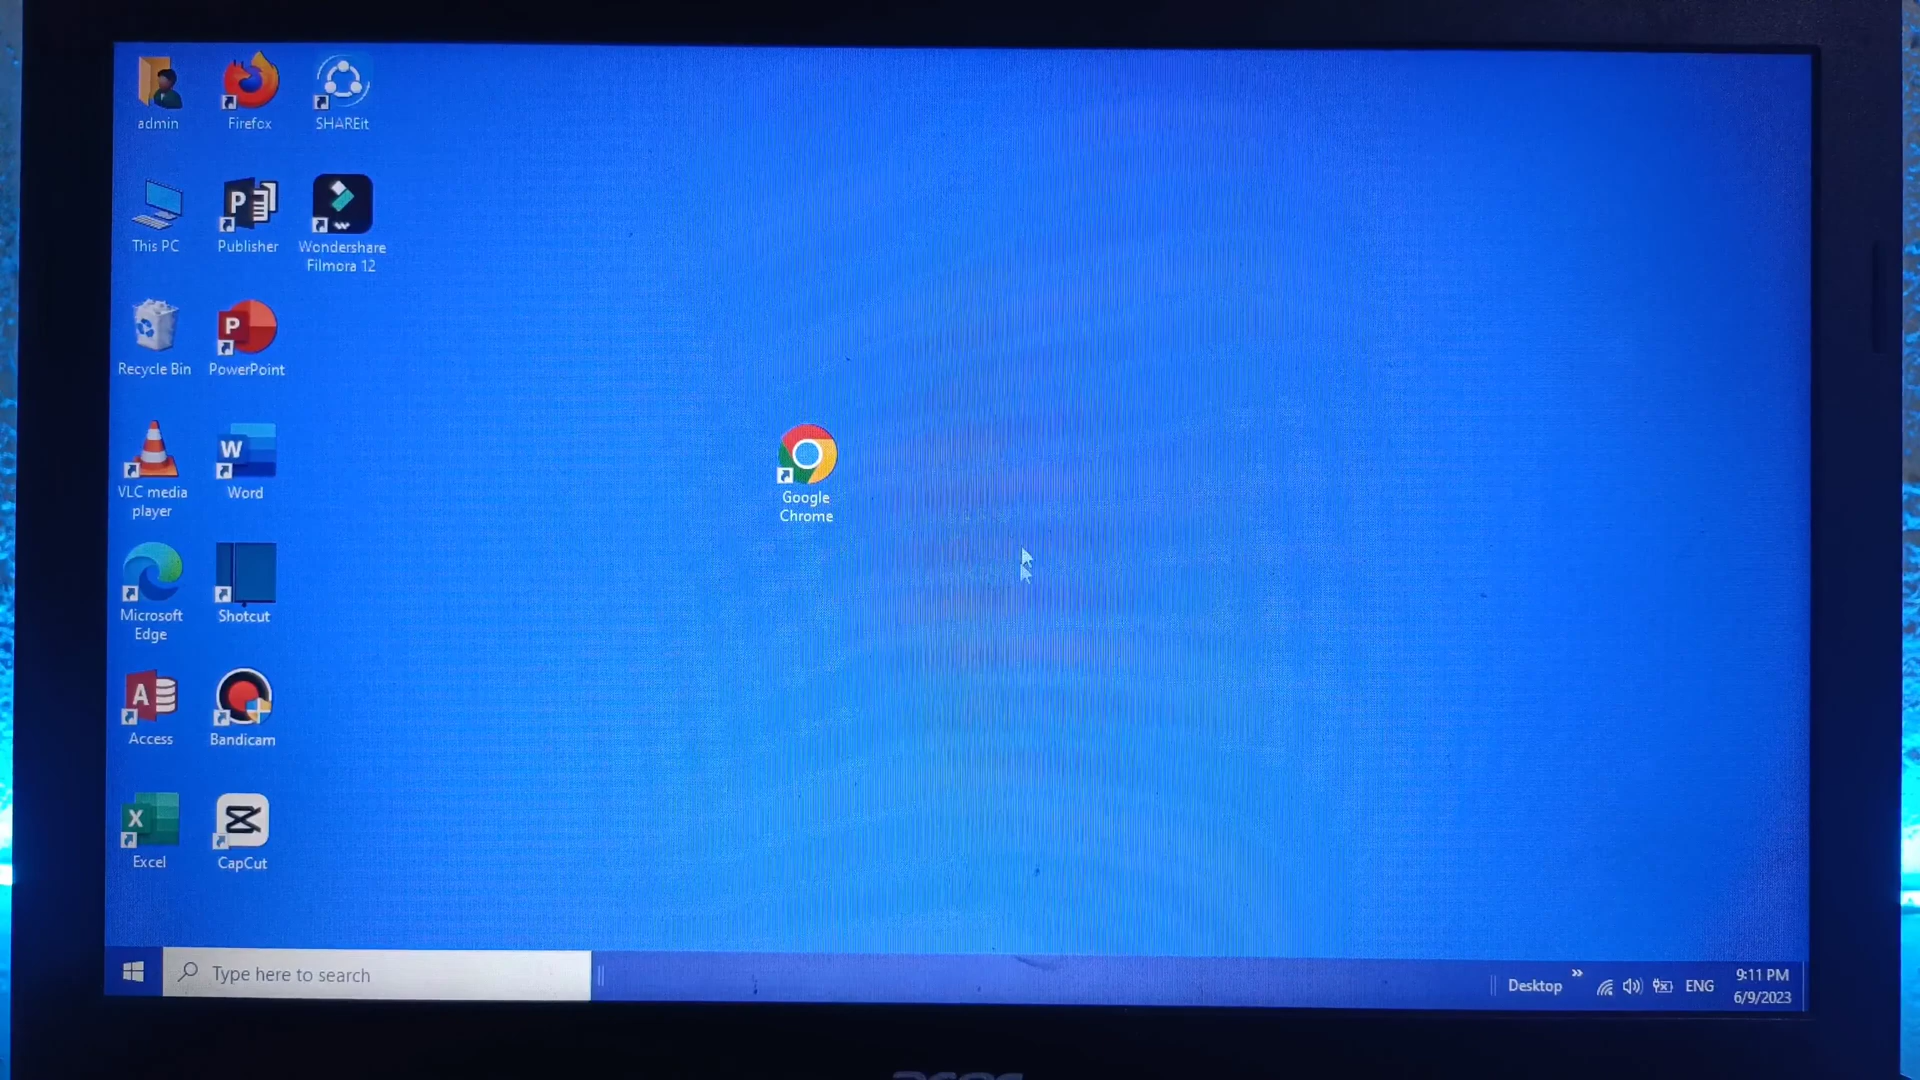 admin
Firefox
SHAREit
This PC
Publisher
Wondershare
Filmora 12
Recycle Bin
PowerPoint
VLC media
player
Word
Google
Chrome
Microsoft
Edge
Shotcut
Access
Bandicam
Excel
CapCut
Type here to search
Desktop
ENG
9:11 PM
6/9/2023
acer